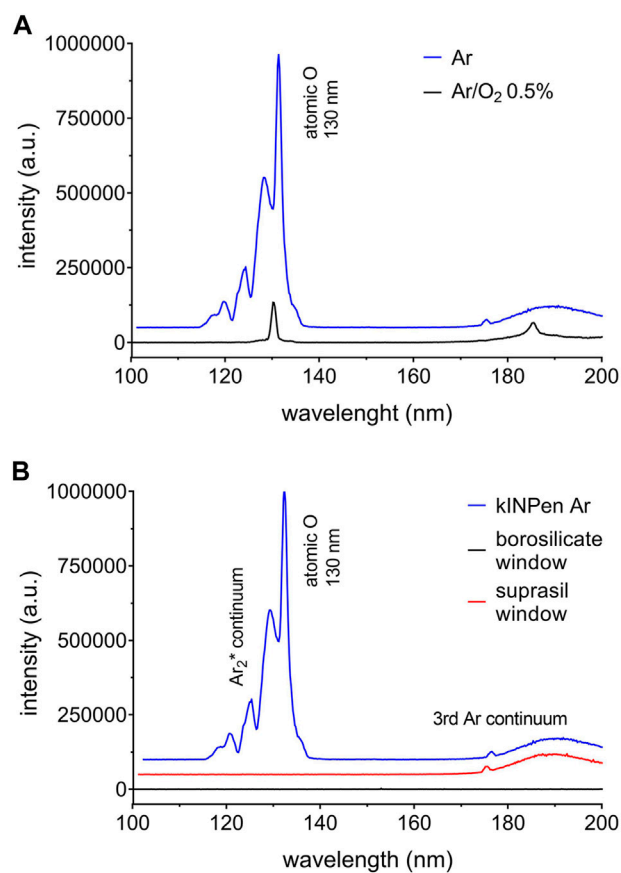 A
1000000
750000
500000
250000
0
intensity (a.u.)
atomic O
130 nm
Ar
Ar/O₂ 0.5%
100
120
140
160
180
200
wavelenght (nm)
B
1000000
750000
500000
250000
0
intensity (a.u.)
Ar₂* continuum
atomic O
130 nm
kINPen Ar
borosilicate
window
suprasil
window
3rd Ar continuum
100
120
140
160
180
200
wavelength (nm)